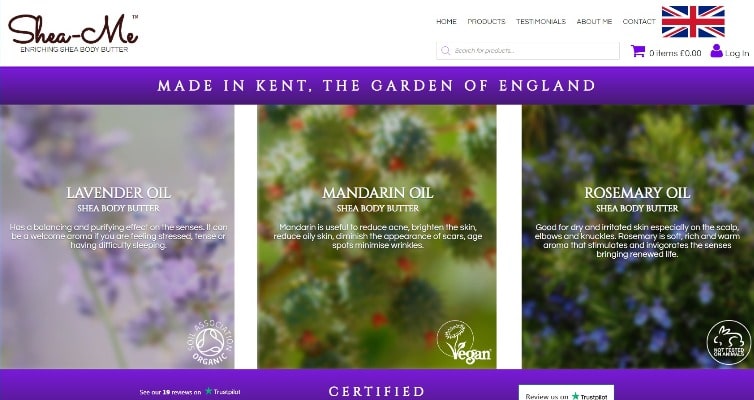 Shea-Me™
ENRICHING SHEA BODY BUTTER
HOME PRODUCTS TESTIMONIALS ABOUT ME CONTACT
Search for products...
0 items £0.00 Log In
MADE IN KENT, THE GARDEN OF ENGLAND
LAVENDER OIL
SHEA BODY BUTTER
Has a balancing and purifying effect on the senses. It can
be a welcome aroma if you are feeling stressed, tense or
having difficulty sleeping.
SOIL ASSOCIATION
ORGANIC
MANDARIN OIL
SHEA BODY BUTTER
Mandarin is useful to reduce acne, brighten the skin,
reduce oily skin, diminish the appearance of scars, age
spots minimise wrinkles.
Vegan
ROSEMARY OIL
SHEA BODY BUTTER
Good for dry and irritated skin especially on the scalp,
elbows and knuckles. Rosemary is soft, rich and warm
aroma that stimulates and invigorates the senses
bringing renewed life.
NOT TESTED
ON ANIMALS
See our 19 reviews on Trustpilot
CERTIFIED
Review us on Trustpilot